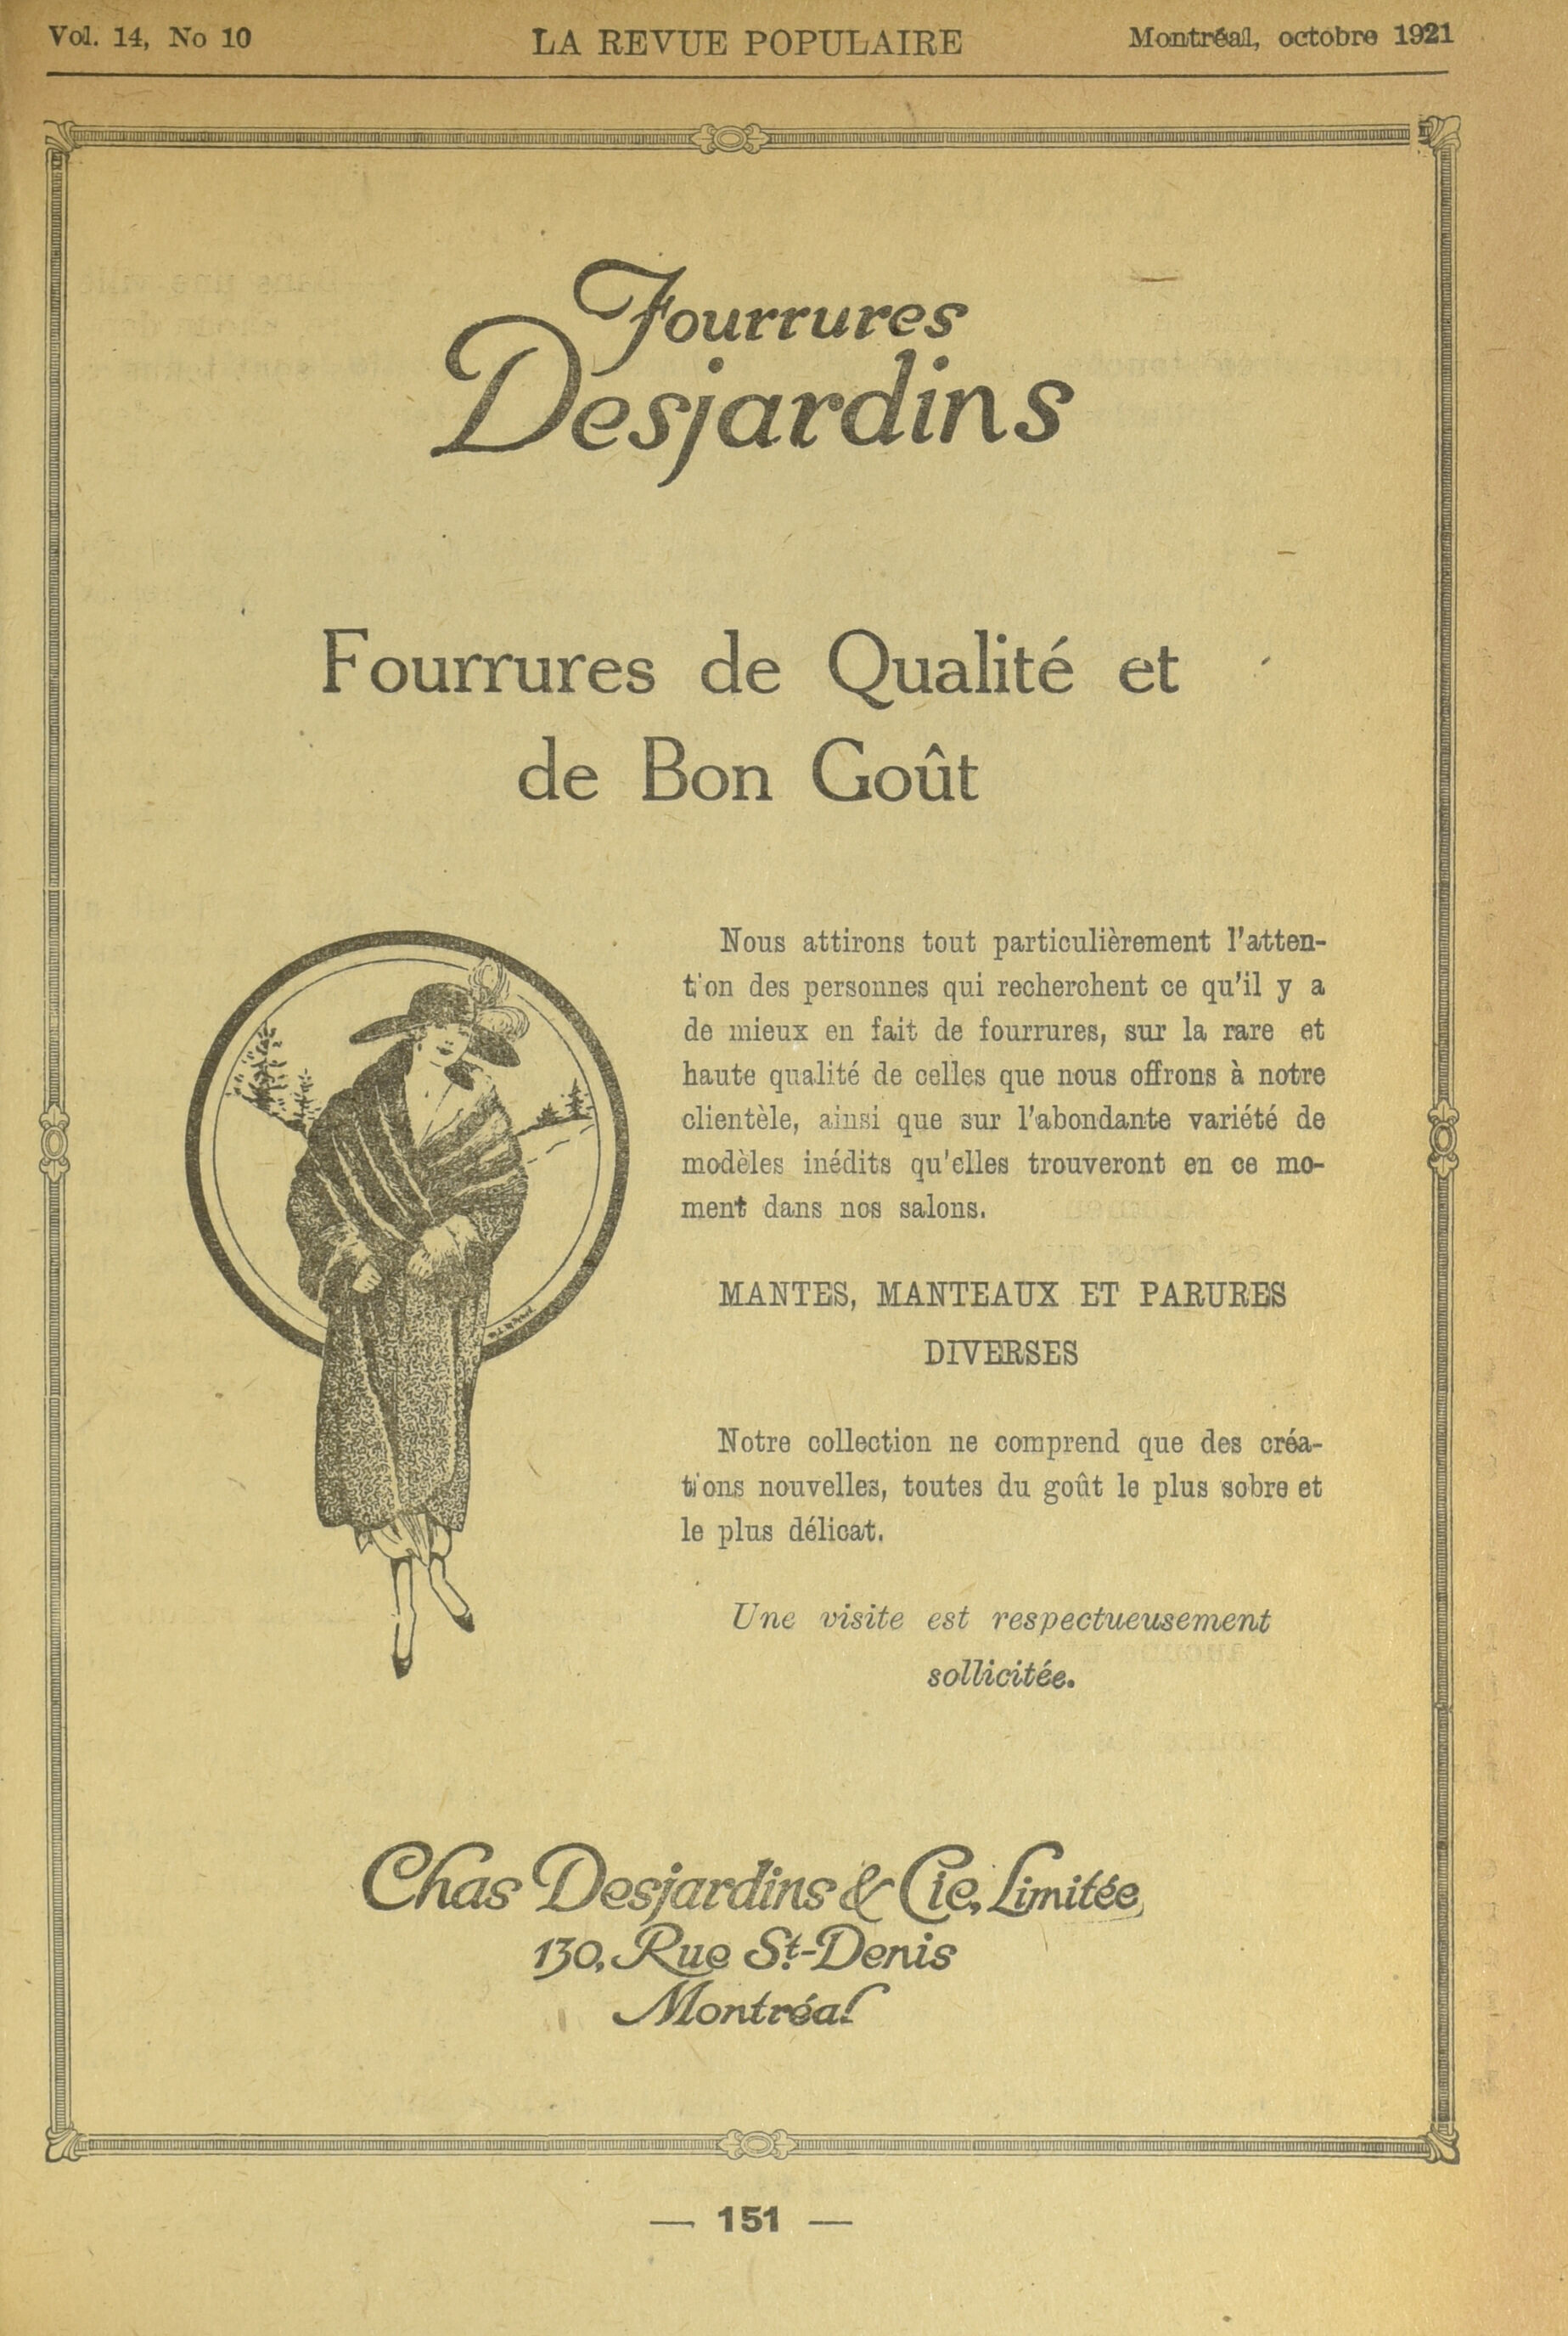 Vol. 14, No 10
LA REVUE POPULAIRE
Montréal, octobre 1921
Fourrures
Desjardins
Fourrures de Qualité et
de Bon Goût
Nous attirons tout particulièrement l'atten-
tion des personnes qui recherchent ce qu'il y a
de mieux en fait de fourrures, sur la rare et
haute qualité de celles que nous offrons à notre
clientèle, ainsi que sur l'abondante variété de
modèles inédits qu'elles trouveront en ce mo-
ment dans nos salons.
MANTES, MANTEAUX ET PARURES
DIVERSES
Notre collection ne comprend que des créa-
tions nouvelles, toutes du goût le plus sobre et
le plus délicat.
Une visite est respectueusement
sollicitée.
Chas Desjardins & Cie, Limitée,
130, Rue St-Denis
Montréal
— 151 —